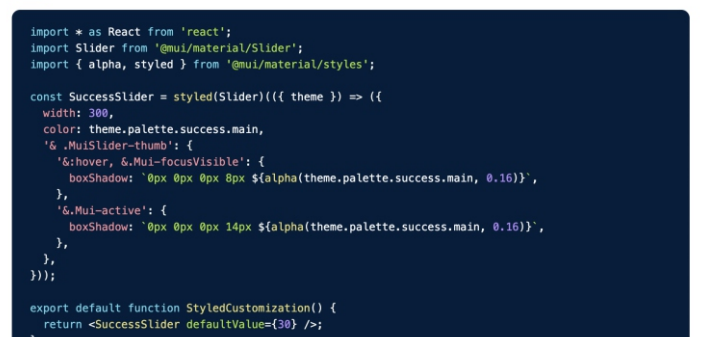 import * as React from 'react';
import Slider from '@mui/material/Slider';
import { alpha, styled } from '@mui/material/styles';

const SuccessSlider = styled(Slider)(({ theme }) => ({
  width: 300,
  color: theme.palette.success.main,
  '& .MuiSlider-thumb': {
    '&:hover, &.Mui-focusVisible': {
      boxShadow: `0px 0px 0px 8px ${alpha(theme.palette.success.main, 0.16)}`,
    },
    '&.Mui-active': {
      boxShadow: `0px 0px 0px 14px ${alpha(theme.palette.success.main, 0.16)}`,
    },
  },
}));

export default function StyledCustomization() {
  return <SuccessSlider defaultValue={30} />;